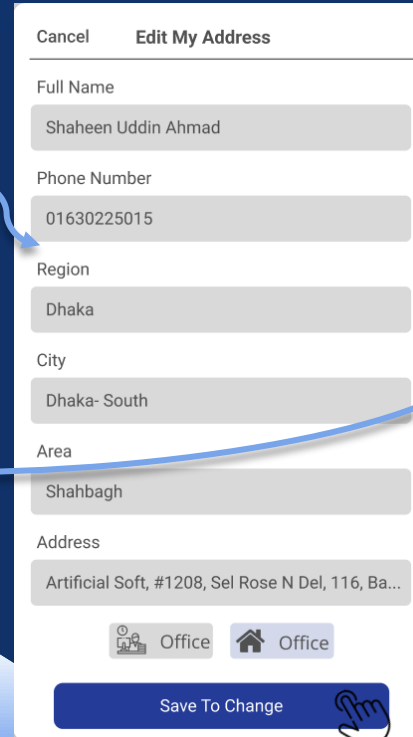 Cancel Edit My Address
Full Name
Shaheen Uddin Ahmad
Phone Number
01630225015
Region
Dhaka
City
Dhaka- South
Area
Shahbagh
Address
Artificial Soft, #1208, Sel Rose N Del, 116, Ba...
Office Office
Save To Change